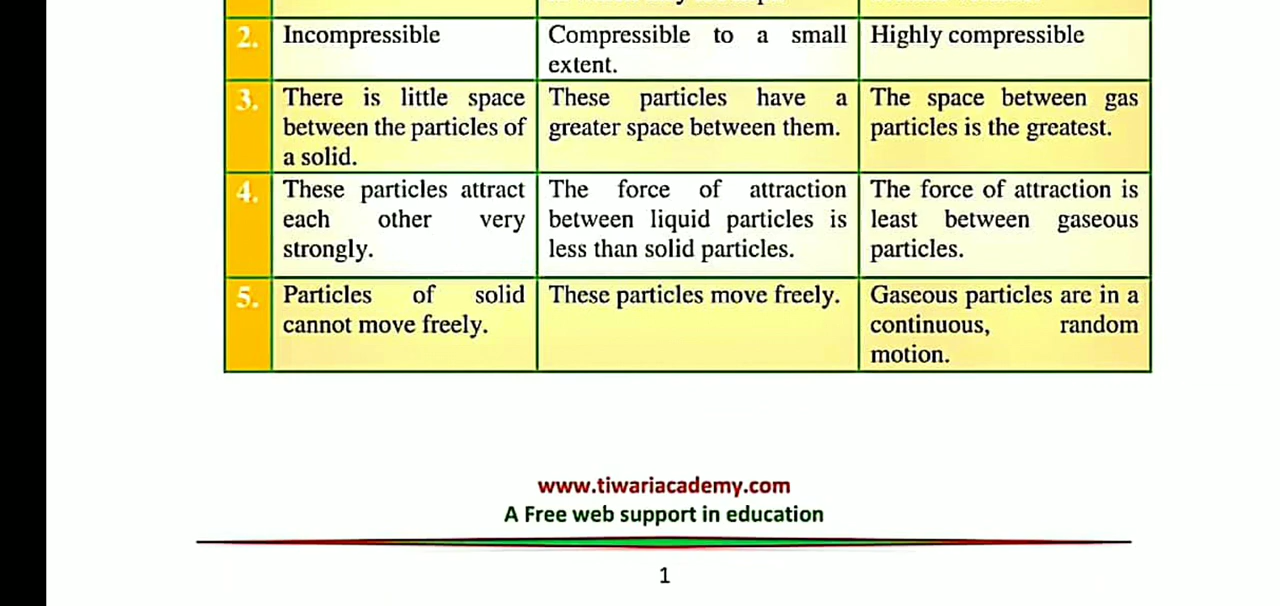 2. Incompressible
Compressible to a small
extent.
Highly compressible
3. There is little space
between the particles of
a solid.
These particles have a
greater space between them.
The space between gas
particles is the greatest.
4. These particles attract
each other very
strongly.
The force of attraction
between liquid particles is
less than solid particles.
The force of attraction is
least between gaseous
particles.
5. Particles of solid
cannot move freely.
These particles move freely.
Gaseous particles are in a
continuous, random
motion.
www.tiwariacademy.com
A Free web support in education
1